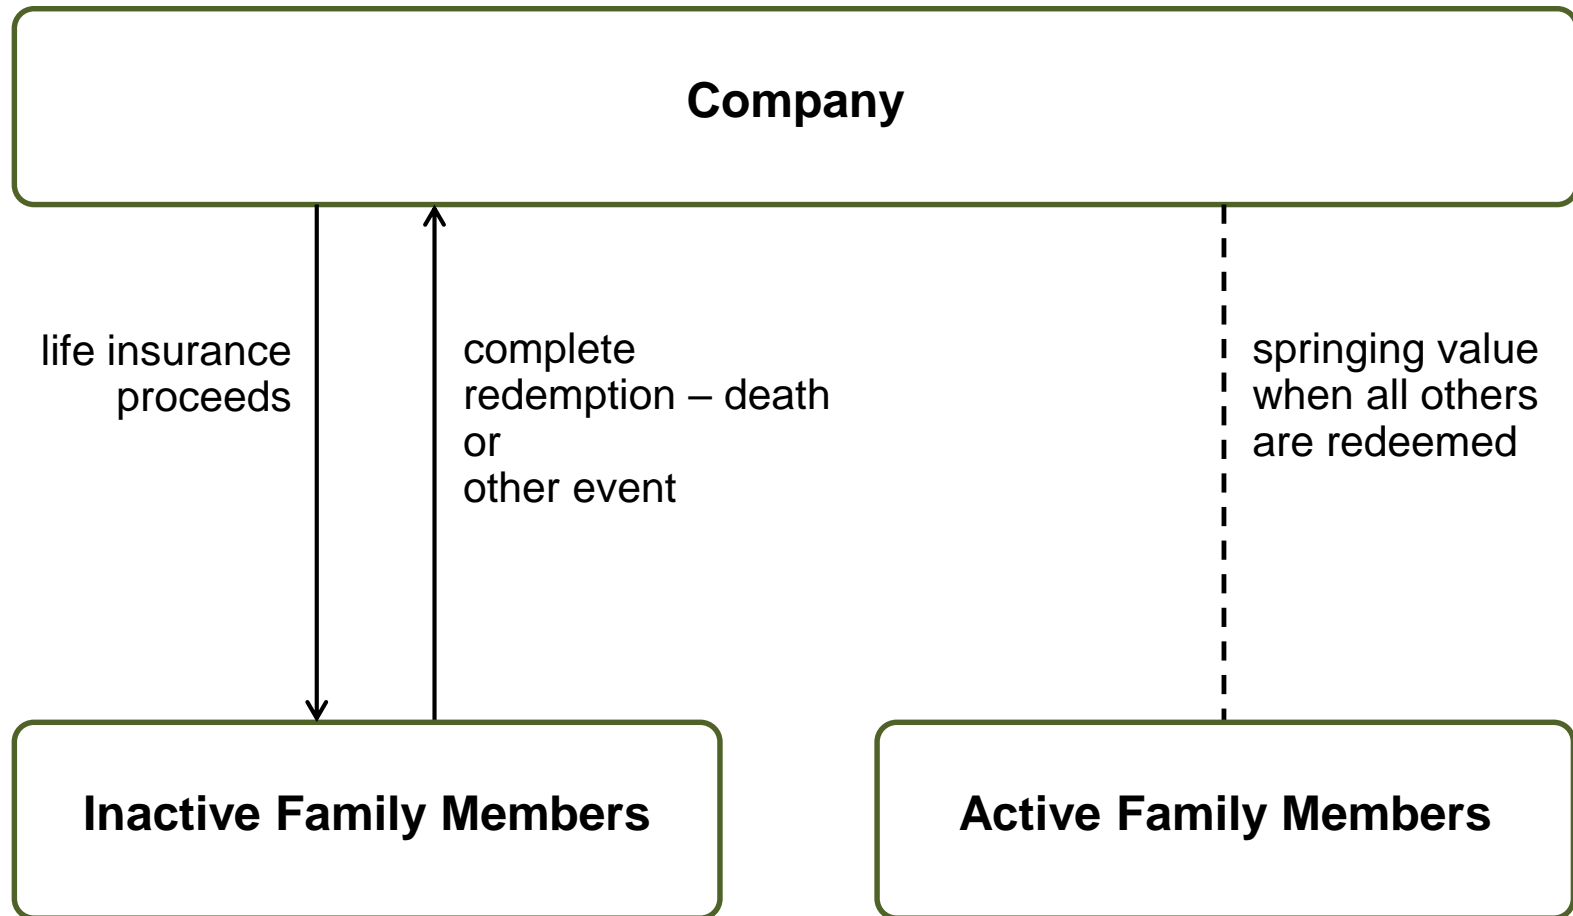 Company
life insurance
proceeds
complete
redemption – death
or
other event
springing value
when all others
are redeemed
Inactive Family Members
Active Family Members